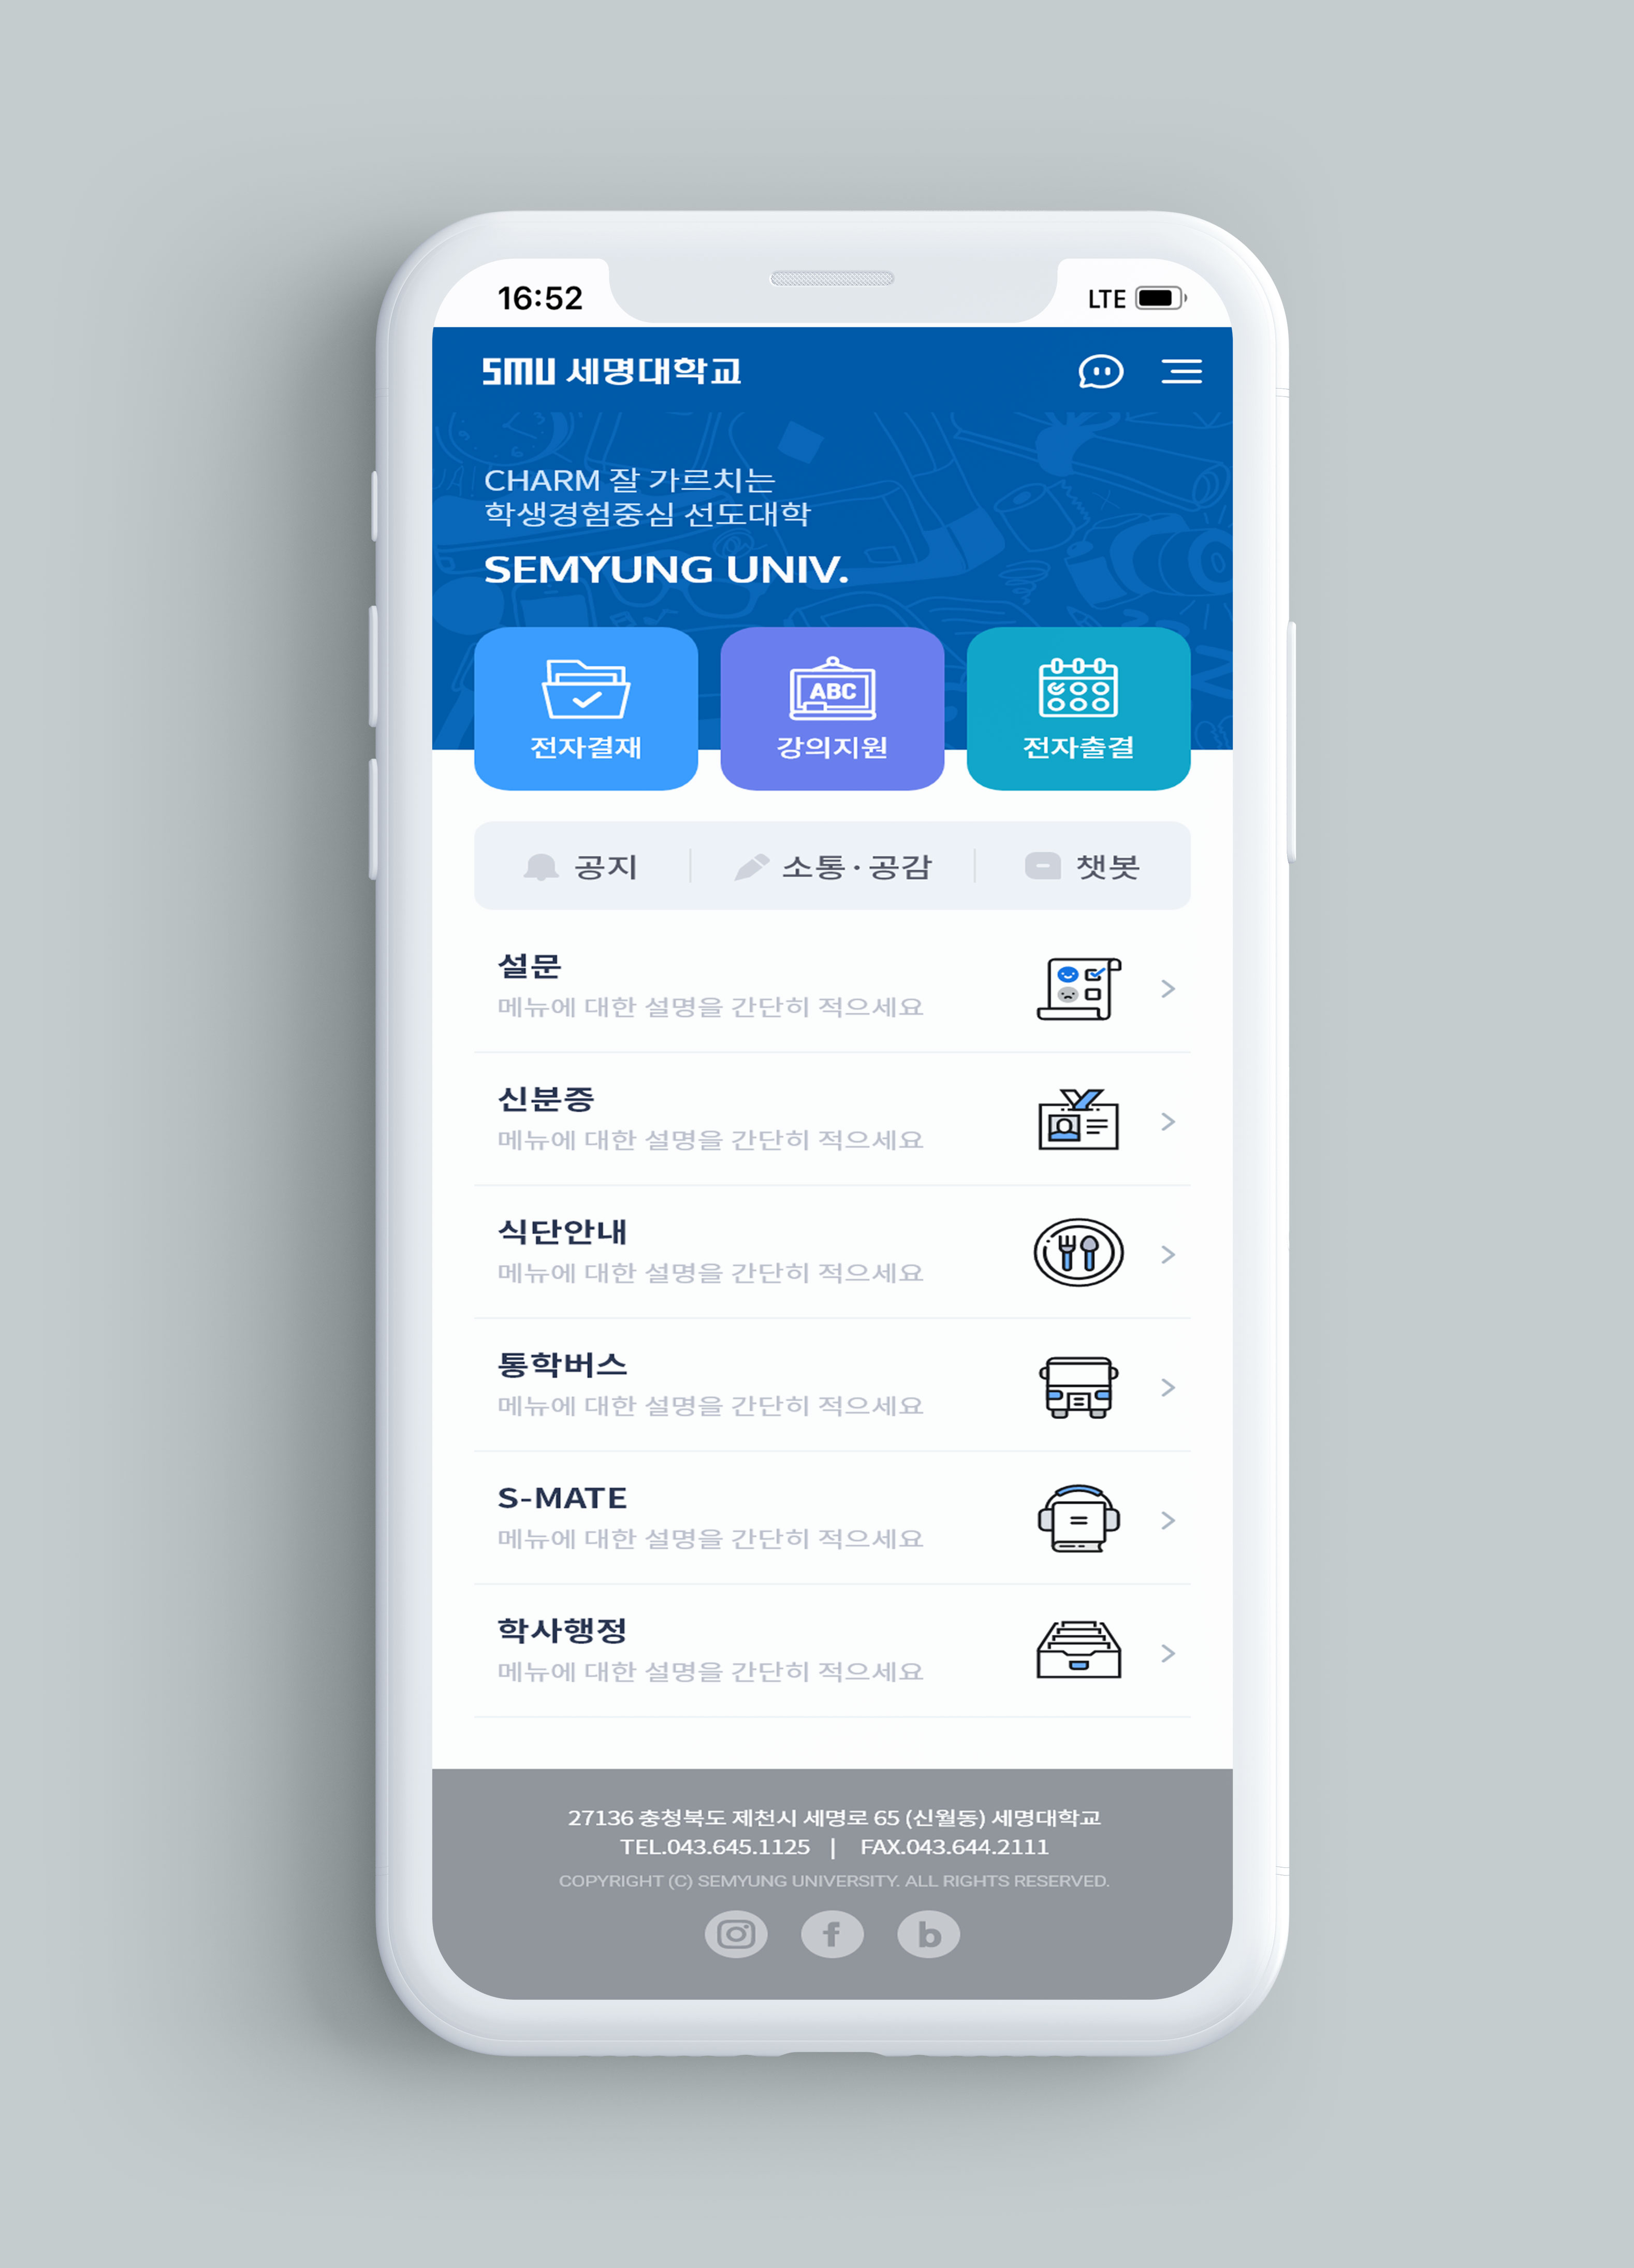 16:52
LTE
SMU 세명대학교
CHARM 잘 가르치는
학생경험중심 선도대학
SEMYUNG UNIV.
ABC
전자결재
강의지원
전자출결
공지
소통·공감
챗봇
설문
메뉴에 대한 설명을 간단히 적으세요
신분증
메뉴에 대한 설명을 간단히 적으세요
식단안내
메뉴에 대한 설명을 간단히 적으세요
통학버스
메뉴에 대한 설명을 간단히 적으세요
S-MATE
메뉴에 대한 설명을 간단히 적으세요
학사행정
메뉴에 대한 설명을 간단히 적으세요
27136 충청북도 제천시 세명로 65 (신월동) 세명대학교
TEL.043.645.1125 | FAX.043.644.2111
COPYRIGHT (C) SEMYUNG UNIVERSITY. ALL RIGHTS RESERVED.
f
b